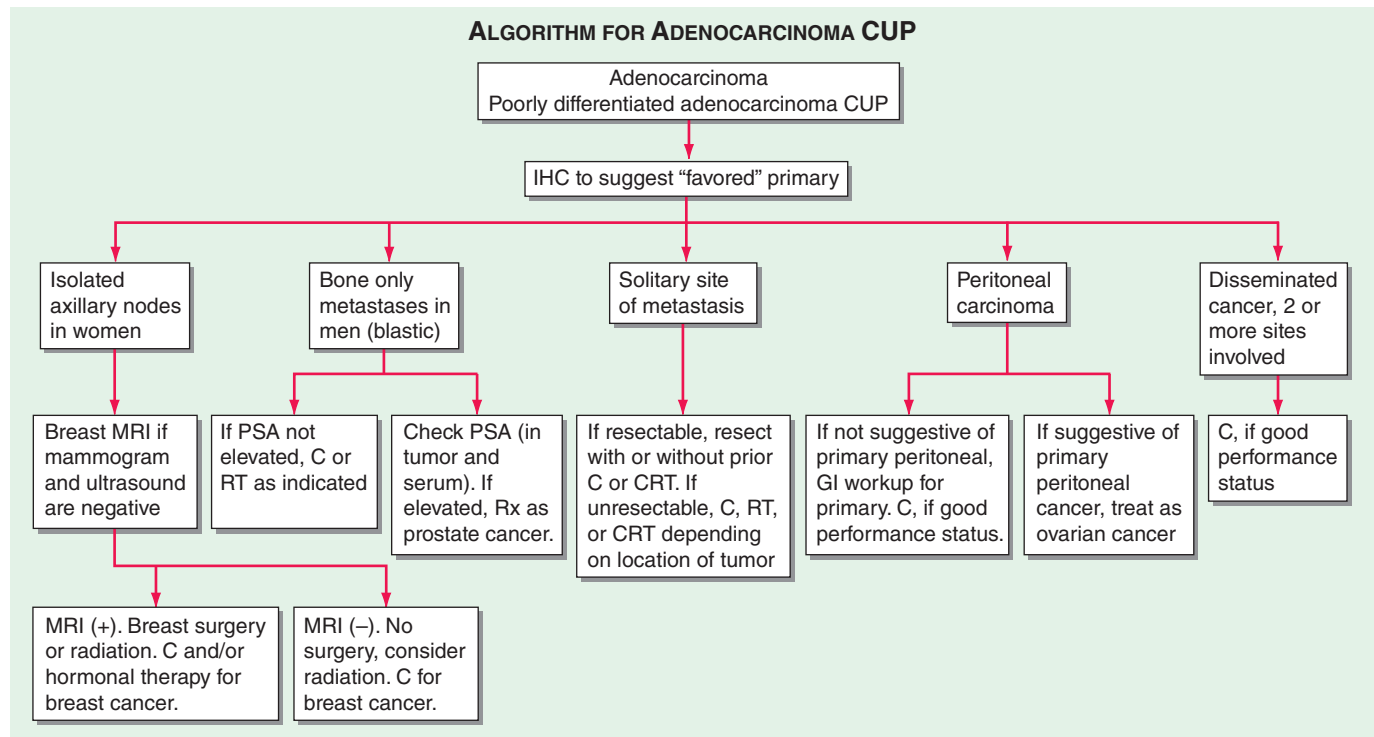 ALGORITHM FOR ADENOCARCINOMA CUP
Adenocarcinoma
Poorly differentiated adenocarcinoma CUP
IHC to suggest “favored” primary
Isolated
axillary nodes
in women
Bone only
metastases in
men (blastic)
Solitary site
of metastasis
Peritoneal
carcinoma
Disseminated
cancer, 2 or
more sites
involved
Breast MRI if
mammogram
and ultrasound
are negative
If PSA not
elevated, C or
RT as indicated
Check PSA (in
tumor and
serum). If
elevated, Rx as
prostate cancer.
If resectable, resect
with or without prior
C or CRT. If
unresectable, C, RT,
or CRT depending
on location of tumor
If not suggestive of
primary peritoneal,
GI workup for
primary. C, if good
performance status.
If suggestive of
primary
peritoneal
cancer, treat as
ovarian cancer
C, if good
performance
status
MRI (+). Breast surgery
or radiation. C and/or
hormonal therapy for
breast cancer.
MRI (–). No
surgery, consider
radiation. C for
breast cancer.